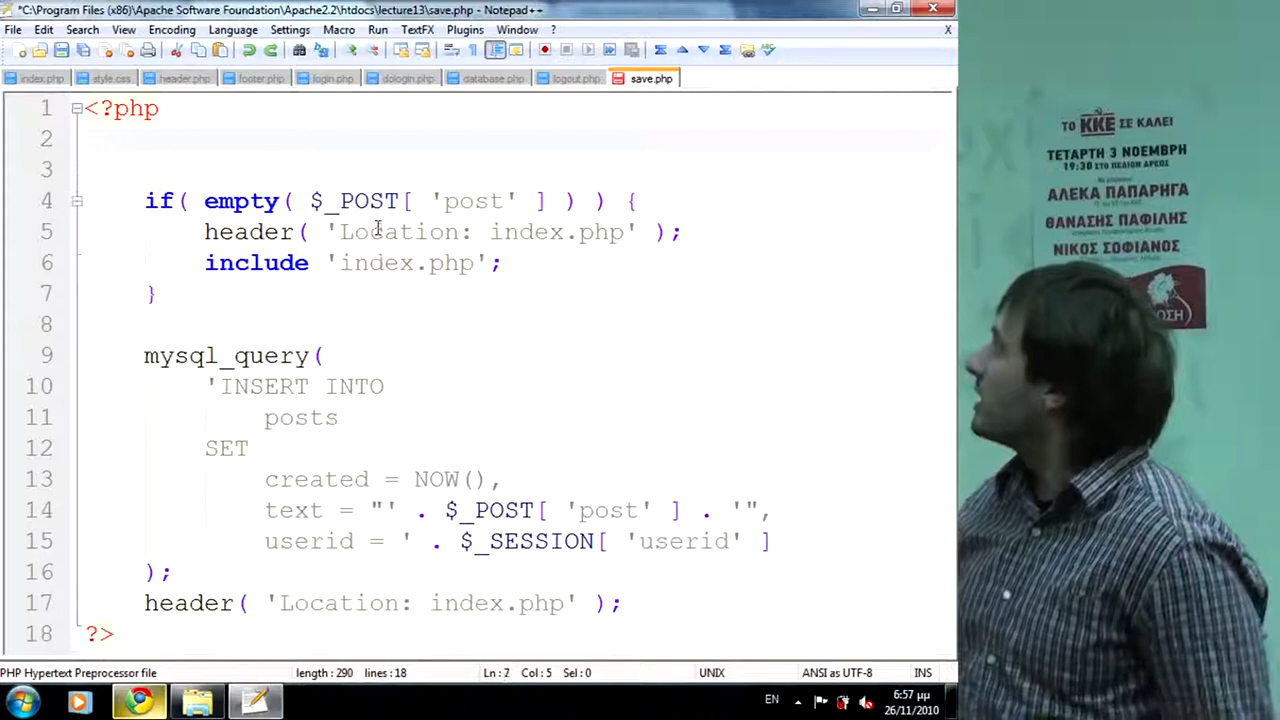 *C:\Program Files (x86)\Apache Software Foundation\Apache2.2\htdocs\lecture13\save.php - Notepad++
File Edit Search View Encoding Language Settings Macro Run TextFX Plugins Window ? X
index.php style.css header.php footer.php login.php dologin.php database.php logout.php save.php
1 <?php
2
3
4 if( empty( $_POST[ 'post' ] ) ) {
5 header( 'Location: index.php' );
6 include 'index.php';
7 }
8
9 mysql_query(
10 'INSERT INTO
11 posts
12 SET
13 created = NOW(),
14 text = "' . $_POST[ 'post' ] . '",
15 userid = ' . $_SESSION[ 'userid' ]
16 );
17 header( 'Location: index.php' );
18 ?>
PHP Hypertext Preprocessor file length : 290 lines : 18 Ln : 2 Col : 5 Sel : 0 UNIX ANSI as UTF-8 INS
EN 6:57 μμ
26/11/2010
ΤΟ ΚΚΕ ΣΕ ΚΑΛΕΙ
ΤΕΤΑΡΤΗ 3 ΝΟΕΜΒΡΗ
19:30 ΣΤΟ ΠΕΔΙΟΝ ΑΡΕΩΣ
ΑΛΕΚΑ ΠΑΠΑΡΗΓΑ
ΘΑΝΑΣΗΣ ΠΑΦΙΛΗΣ
ΝΙΚΟΣ ΣΟΦΙΑΝΟΣ